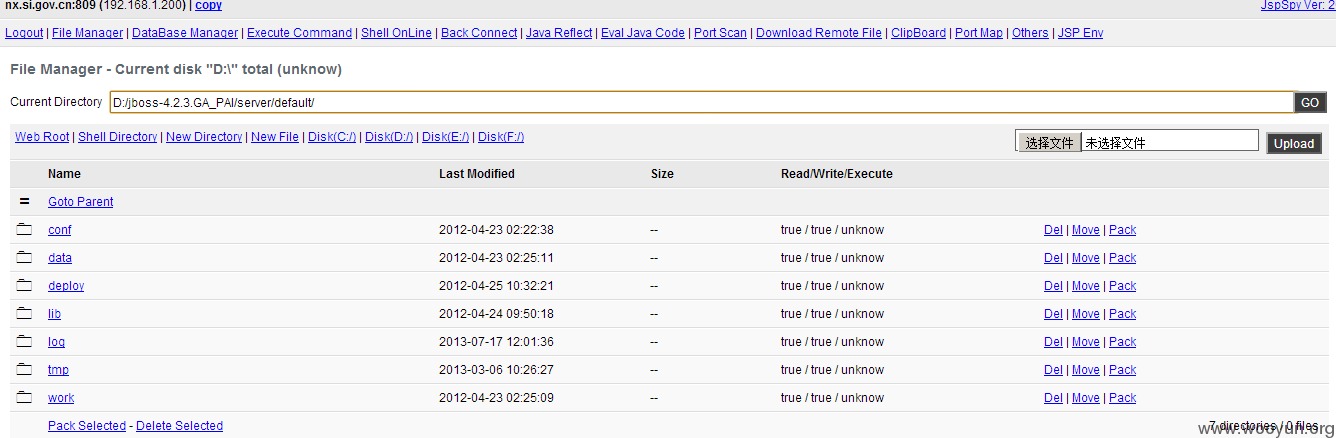 nx.si.gov.cn:809 (192.168.1.200) | copy JspSpy Ver: 2
Logout | File Manager | DataBase Manager | Execute Command | Shell OnLine | Back Connect | Java Reflect | Eval Java Code | Port Scan | Download Remote File | ClipBoard | Port Map | Others | JSP Env
File Manager - Current disk "D:\" total (unknow)
Current Directory D:/jboss-4.2.3.GA_PAI/server/default/ GO
Web Root | Shell Directory | New Directory | New File | Disk(C:/) | Disk(D:/) | Disk(E:/) | Disk(F:/) 选择文件 未选择文件 Upload
Name Last Modified Size Read/Write/Execute
= Goto Parent
conf 2012-04-23 02:22:38 -- true / true / unknow Del | Move | Pack
data 2012-04-23 02:25:11 -- true / true / unknow Del | Move | Pack
deploy 2012-04-25 10:32:21 -- true / true / unknow Del | Move | Pack
lib 2012-04-24 09:50:18 -- true / true / unknow Del | Move | Pack
log 2013-07-17 12:01:36 -- true / true / unknow Del | Move | Pack
tmp 2013-03-06 10:26:27 -- true / true / unknow Del | Move | Pack
work 2012-04-23 02:25:09 -- true / true / unknow Del | Move | Pack
Pack Selected - Delete Selected 7 directories / 0 files
www.wooyun.org